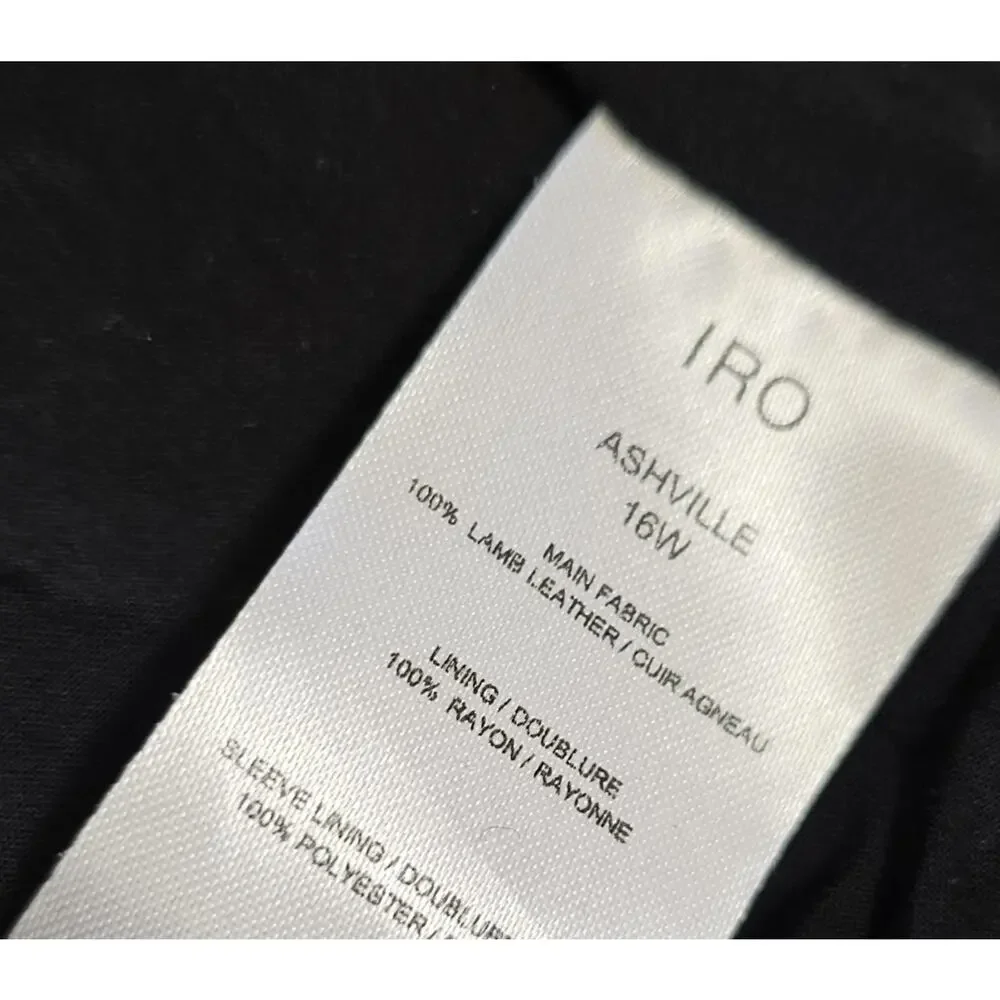 IRO
ASHVILLE
16W
MAIN FABRIC
100% LAMB LEATHER / CUIR AGNEAU
LINING / DOUBLURE
100% RAYON / RAYONNE
SLEEVE LINING / DOUBLURE
100% POLYESTER /